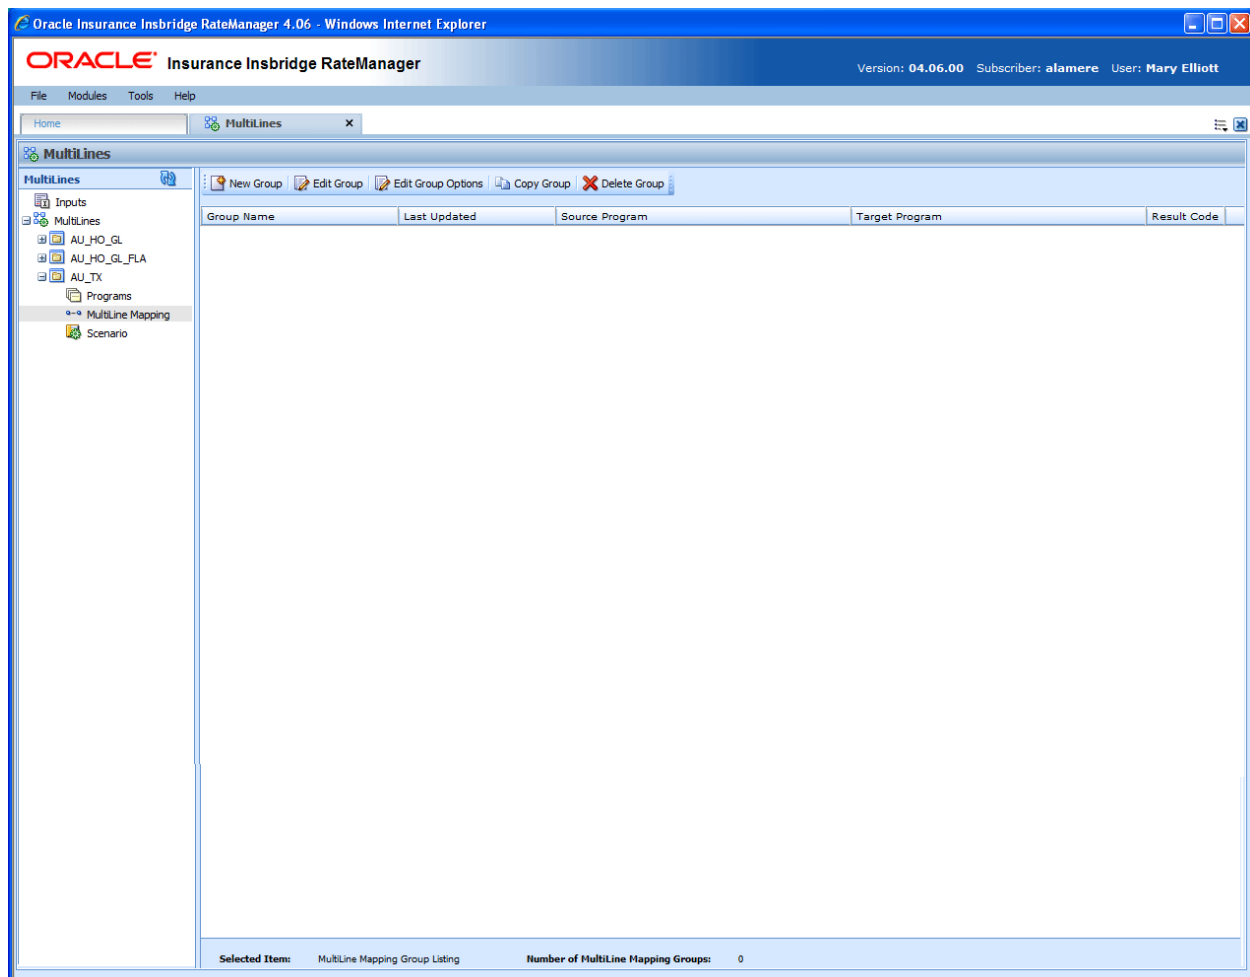 Oracle Insurance Insbridge RateManager 4.06 - Windows Internet Explorer
ORACLE® Insurance Insbridge RateManager
Version: 04.06.00 Subscriber: alamere User: Mary Elliott
File Modules Tools Help
Home MultiLines x
MultiLines
MultiLines
New Group Edit Group Edit Group Options Copy Group Delete Group
Inputs
MultiLines
Group Name Last Updated Source Program Target Program Result Code
AU_HO_GL
AU_HO_GL_FLA
AU_TX
Programs
MultiLine Mapping
Scenario
Selected Item: MultiLine Mapping Group Listing Number of MultiLine Mapping Groups: 0